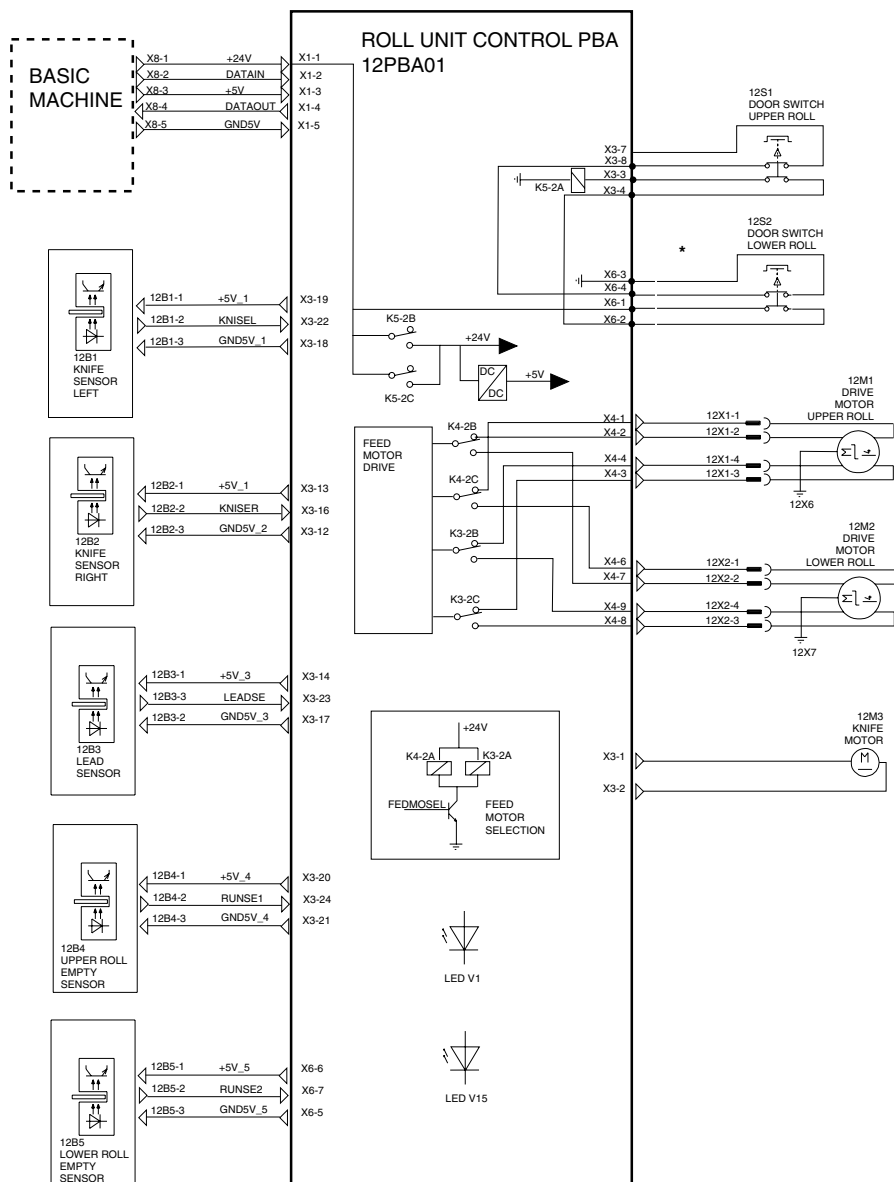 ROLL UNIT CONTROL PBA
12PBA01
BASIC
MACHINE
X8-1 +24V X1-1
X8-2 DATAIN X1-2
X8-3 +5V X1-3
X8-4 DATAOUT X1-4
X8-5 GND5V X1-5
12S1
DOOR SWITCH
UPPER ROLL
X3-7
X3-8
X3-3
X3-4
K5-2A
12S2
DOOR SWITCH
LOWER ROLL
*
X6-3
X6-4
X6-1
X6-2
12B1-1 +5V_1 X3-19
12B1-2 KNISEL X3-22
12B1-3 GND5V_1 X3-18
12B1
KNIFE
SENSOR
LEFT
K5-2B
K5-2C
+24V
DC
DC
+5V
12B2-1 +5V_1 X3-13
12B2-2 KNISER X3-16
12B2-3 GND5V_2 X3-12
12B2
KNIFE
SENSOR
RIGHT
FEED
MOTOR
DRIVE
K4-2B
K4-2C
K3-2B
K3-2C
X4-1 12X1-1
X4-2 12X1-2
X4-4 12X1-4
X4-3 12X1-3
12M1
DRIVE
MOTOR
UPPER ROLL
12X6
X4-6 12X2-1
X4-7 12X2-2
X4-9 12X2-4
X4-8 12X2-3
12M2
DRIVE
MOTOR
LOWER ROLL
12X7
12B3-1 +5V_3 X3-14
12B3-3 LEADSE X3-23
12B3-2 GND5V_3 X3-17
12B3
LEAD
SENSOR
+24V
K4-2A K3-2A
FEDMOSEL
FEED
MOTOR
SELECTION
12M3
KNIFE
MOTOR
M
X3-1
X3-2
12B4-1 +5V_4 X3-20
12B4-2 RUNSE1 X3-24
12B4-3 GND5V_4 X3-21
12B4
UPPER ROLL
EMPTY
SENSOR
LED V1
LED V15
12B5-1 +5V_5 X6-6
12B5-2 RUNSE2 X6-7
12B5-3 GND5V_5 X6-5
12B5
LOWER ROLL
EMPTY
SENSOR